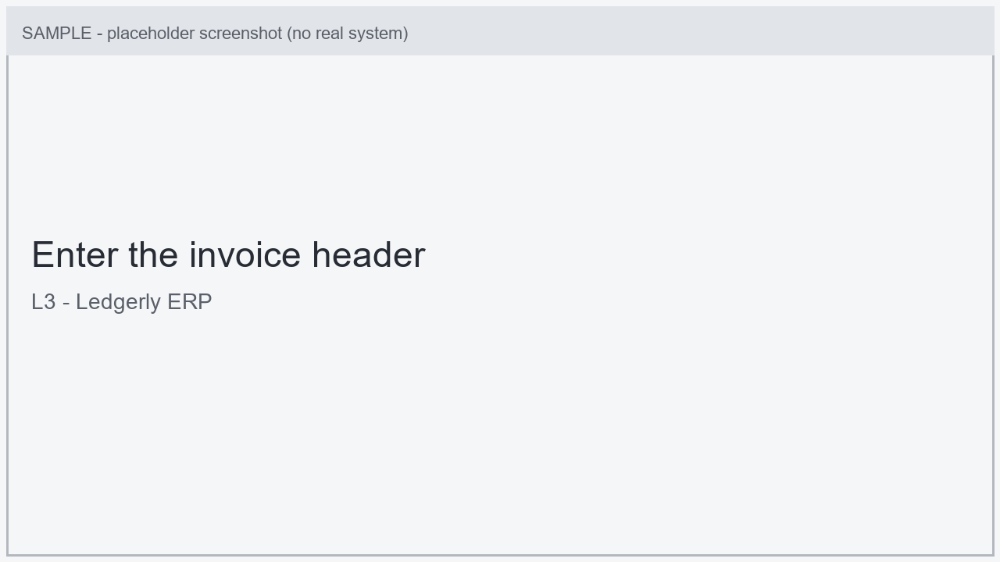 SAMPLE - placeholder screenshot (no real system)
Enter the invoice header
L3 - Ledgerly ERP